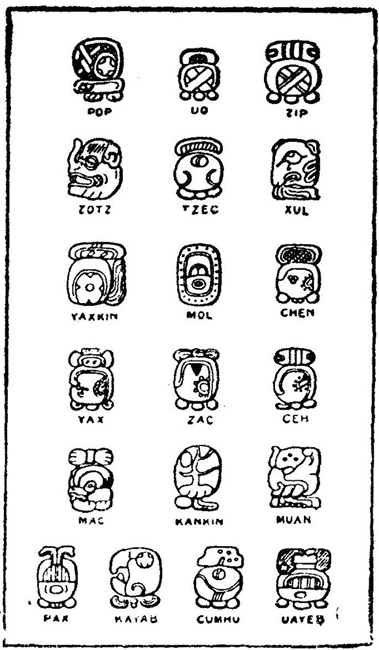 POP UO ZIP
ZOTZ TZEC XUL
YAXKIN MOL CHEN
YAX ZAC CEH
MAC KANKIN MUAN
PAX KAYAB CUMHU UAYEB